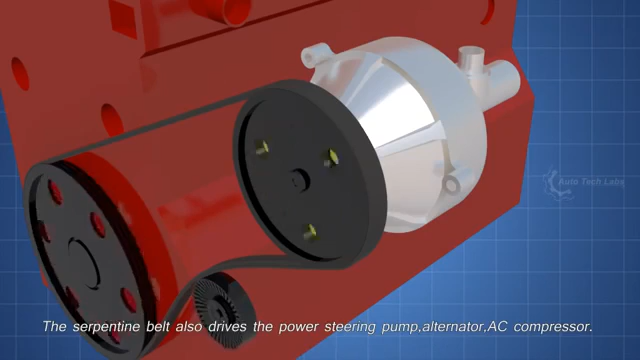 Auto Tech Labs
The serpentine belt also drives the power steering pump,alternator,AC compressor.